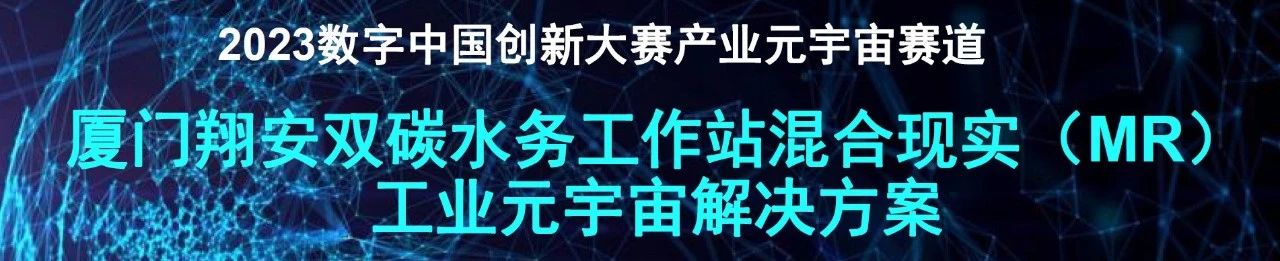 2023数字中国创新大赛产业元宇宙赛道
厦门翔安双碳水务工作站混合现实（MR）
工业元宇宙解决方案